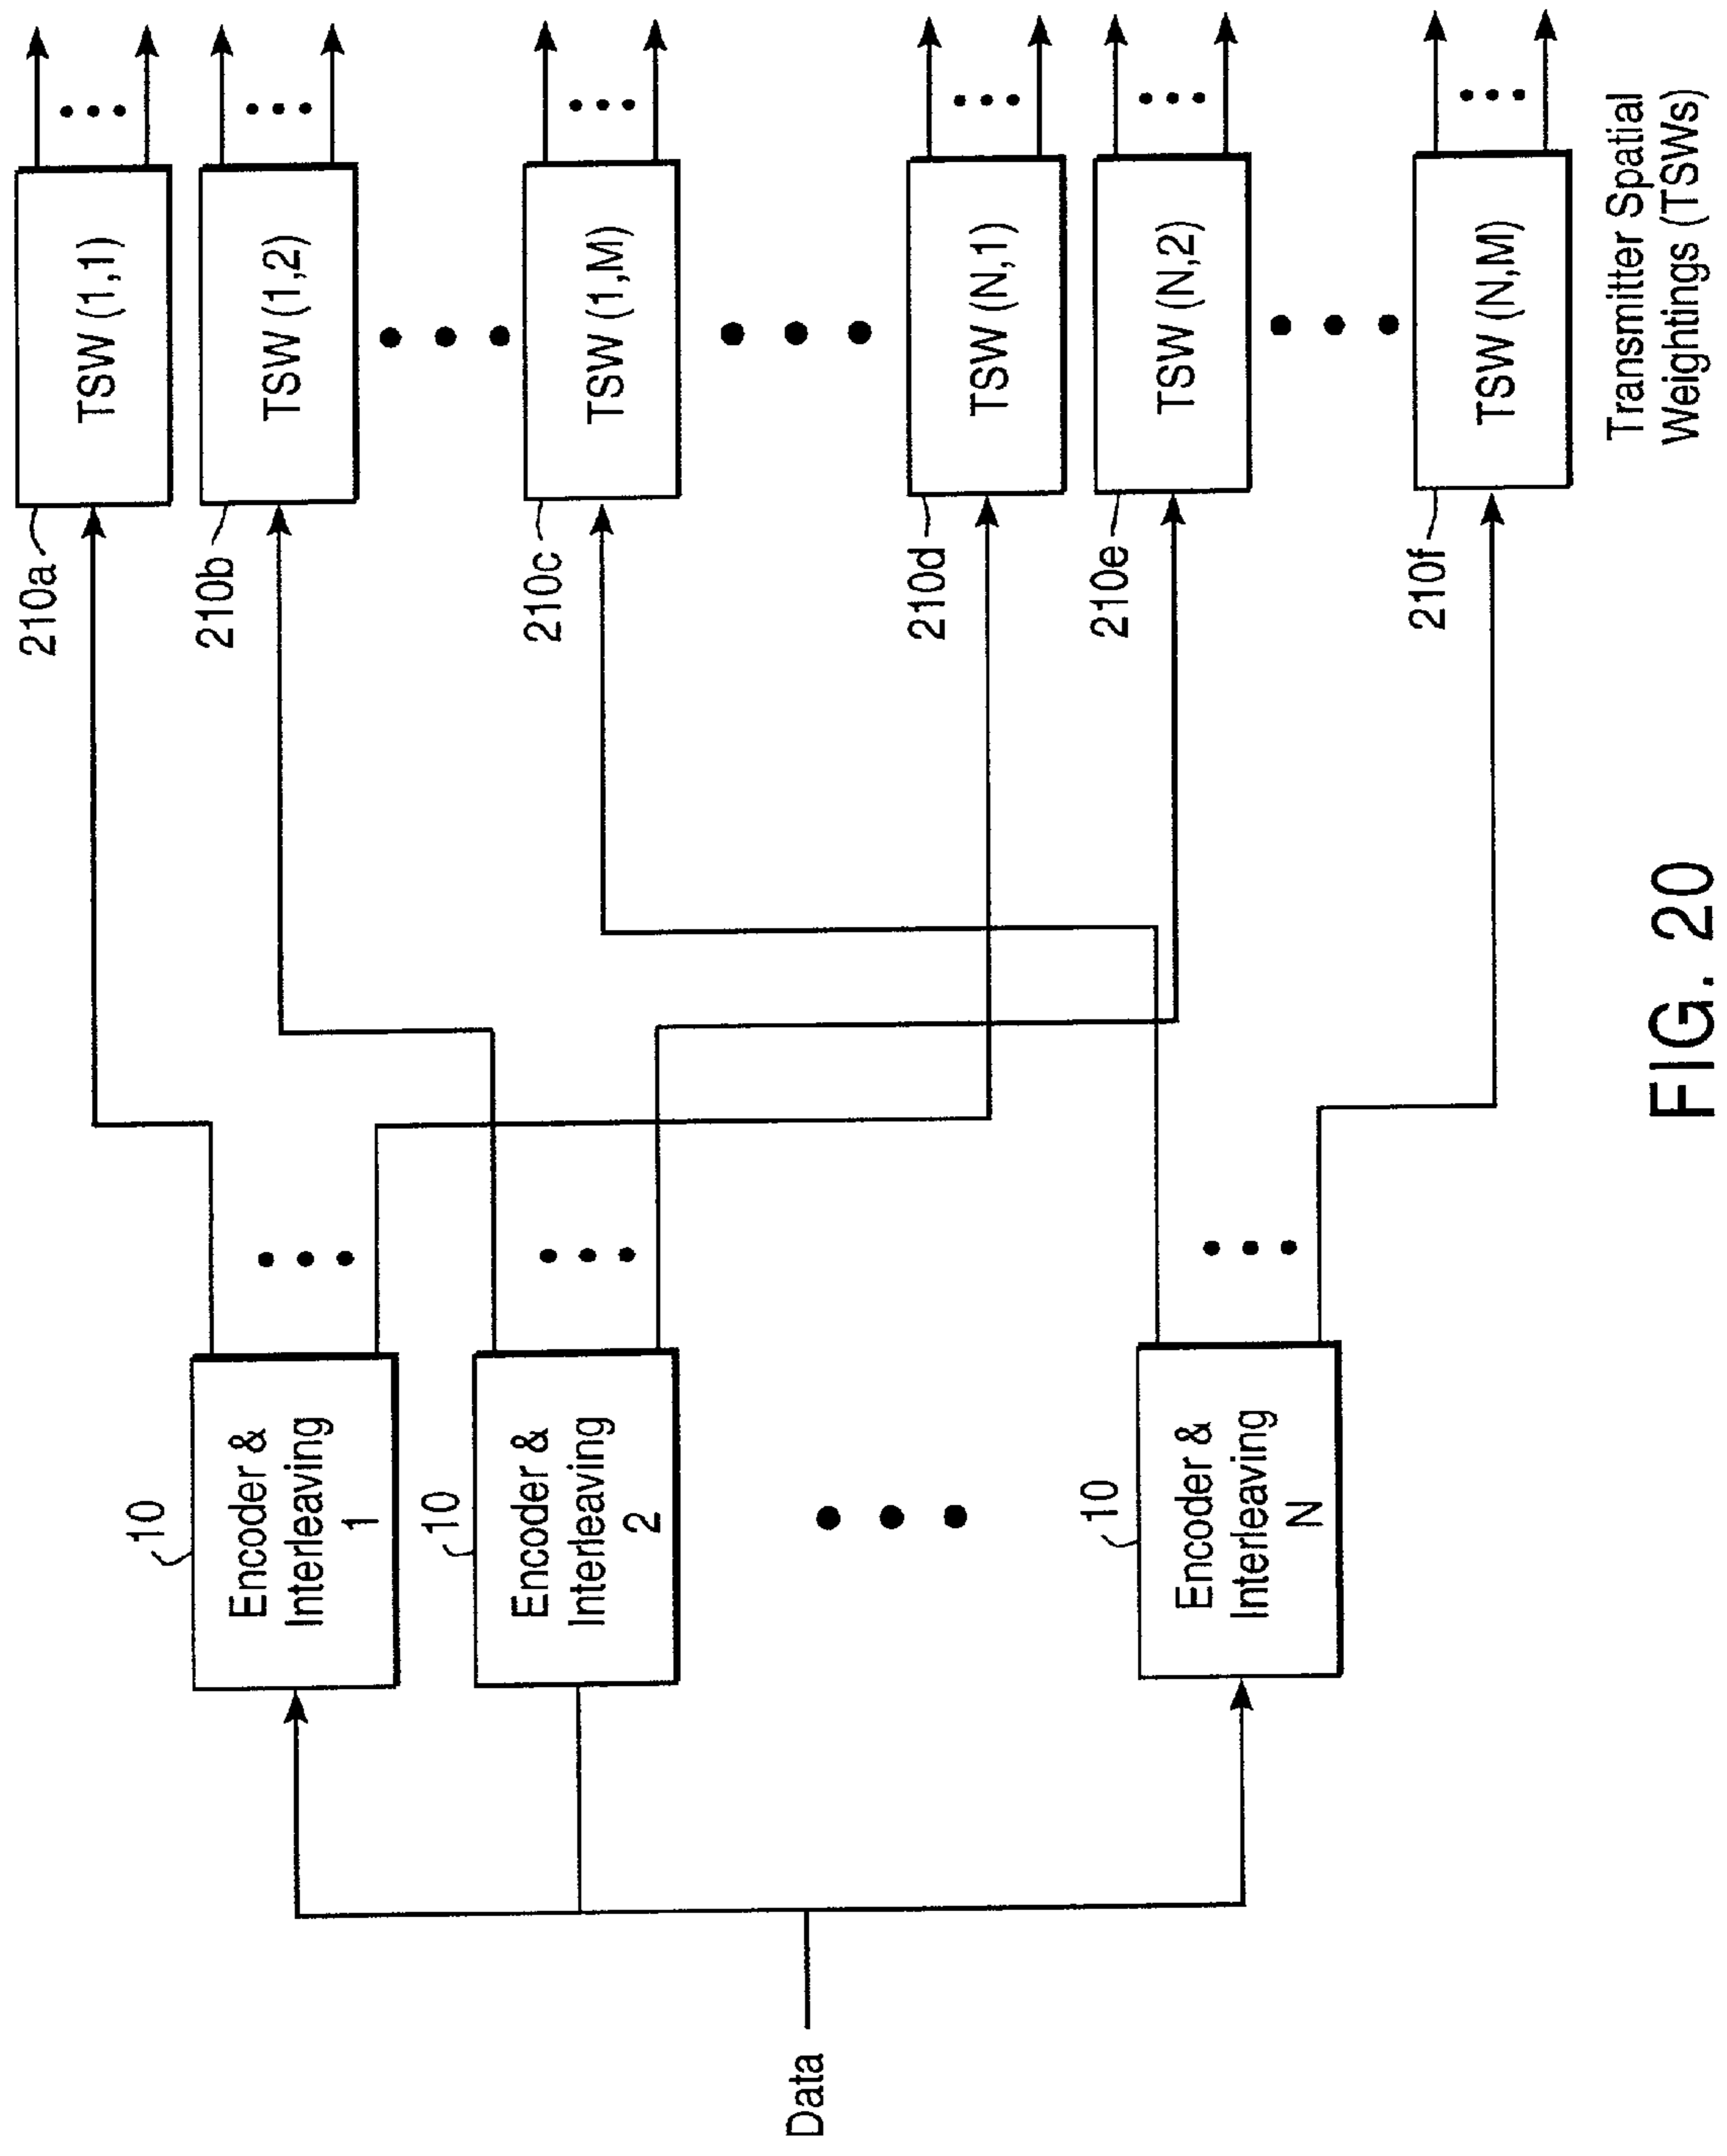 Data
10
Encoder &
Interleaving
1
10
Encoder &
Interleaving
2
10
Encoder &
Interleaving
N
210a
TSW (1,1)
210b
TSW (1,2)
210c
TSW (1,M)
210d
TSW (N,1)
210e
TSW (N,2)
210f
TSW (N,M)
Transmitter Spatial
Weightings (TSWs)
FIG. 20